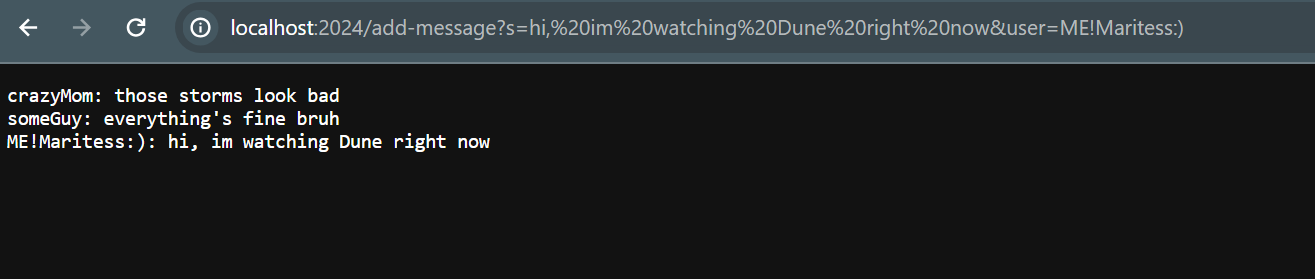 localhost:2024/add-message?s=hi,%20im%20watching%20Dune%20right%20now&user=ME!Maritess:)
crazyMom: those storms look bad
someGuy: everything's fine bruh
ME!Maritess:): hi, im watching Dune right now